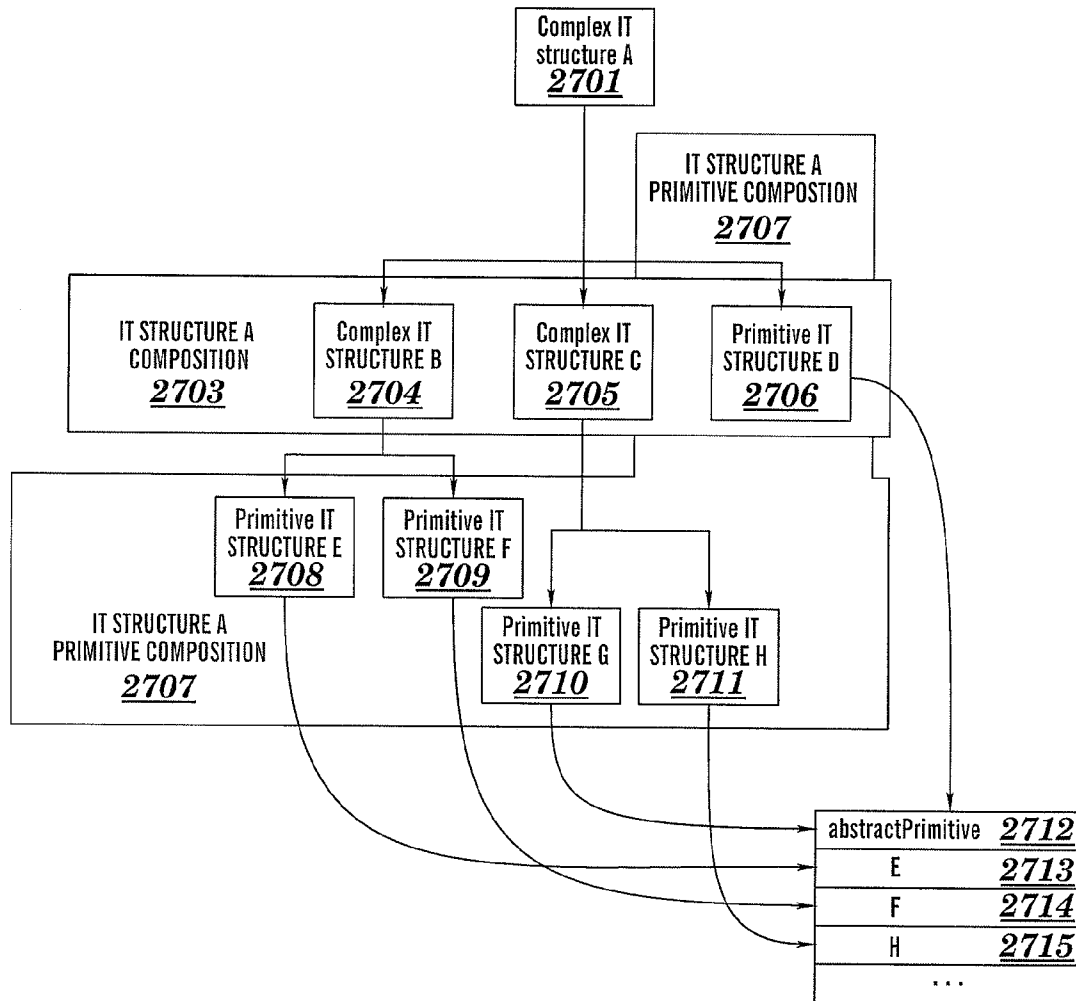 Complex IT
structure A
2701
IT STRUCTURE A
PRIMITIVE COMPOSTION
2707
IT STRUCTURE A
COMPOSITION
2703
Complex IT
STRUCTURE B
2704
Complex IT
STRUCTURE C
2705
Primitive IT
STRUCTURE D
2706
Primitive IT
STRUCTURE E
2708
Primitive IT
STRUCTURE F
2709
IT STRUCTURE A
PRIMITIVE COMPOSITION
2707
Primitive IT
STRUCTURE G
2710
Primitive IT
STRUCTURE H
2711
abstractPrimitive 2712
E 2713
F 2714
H 2715
...